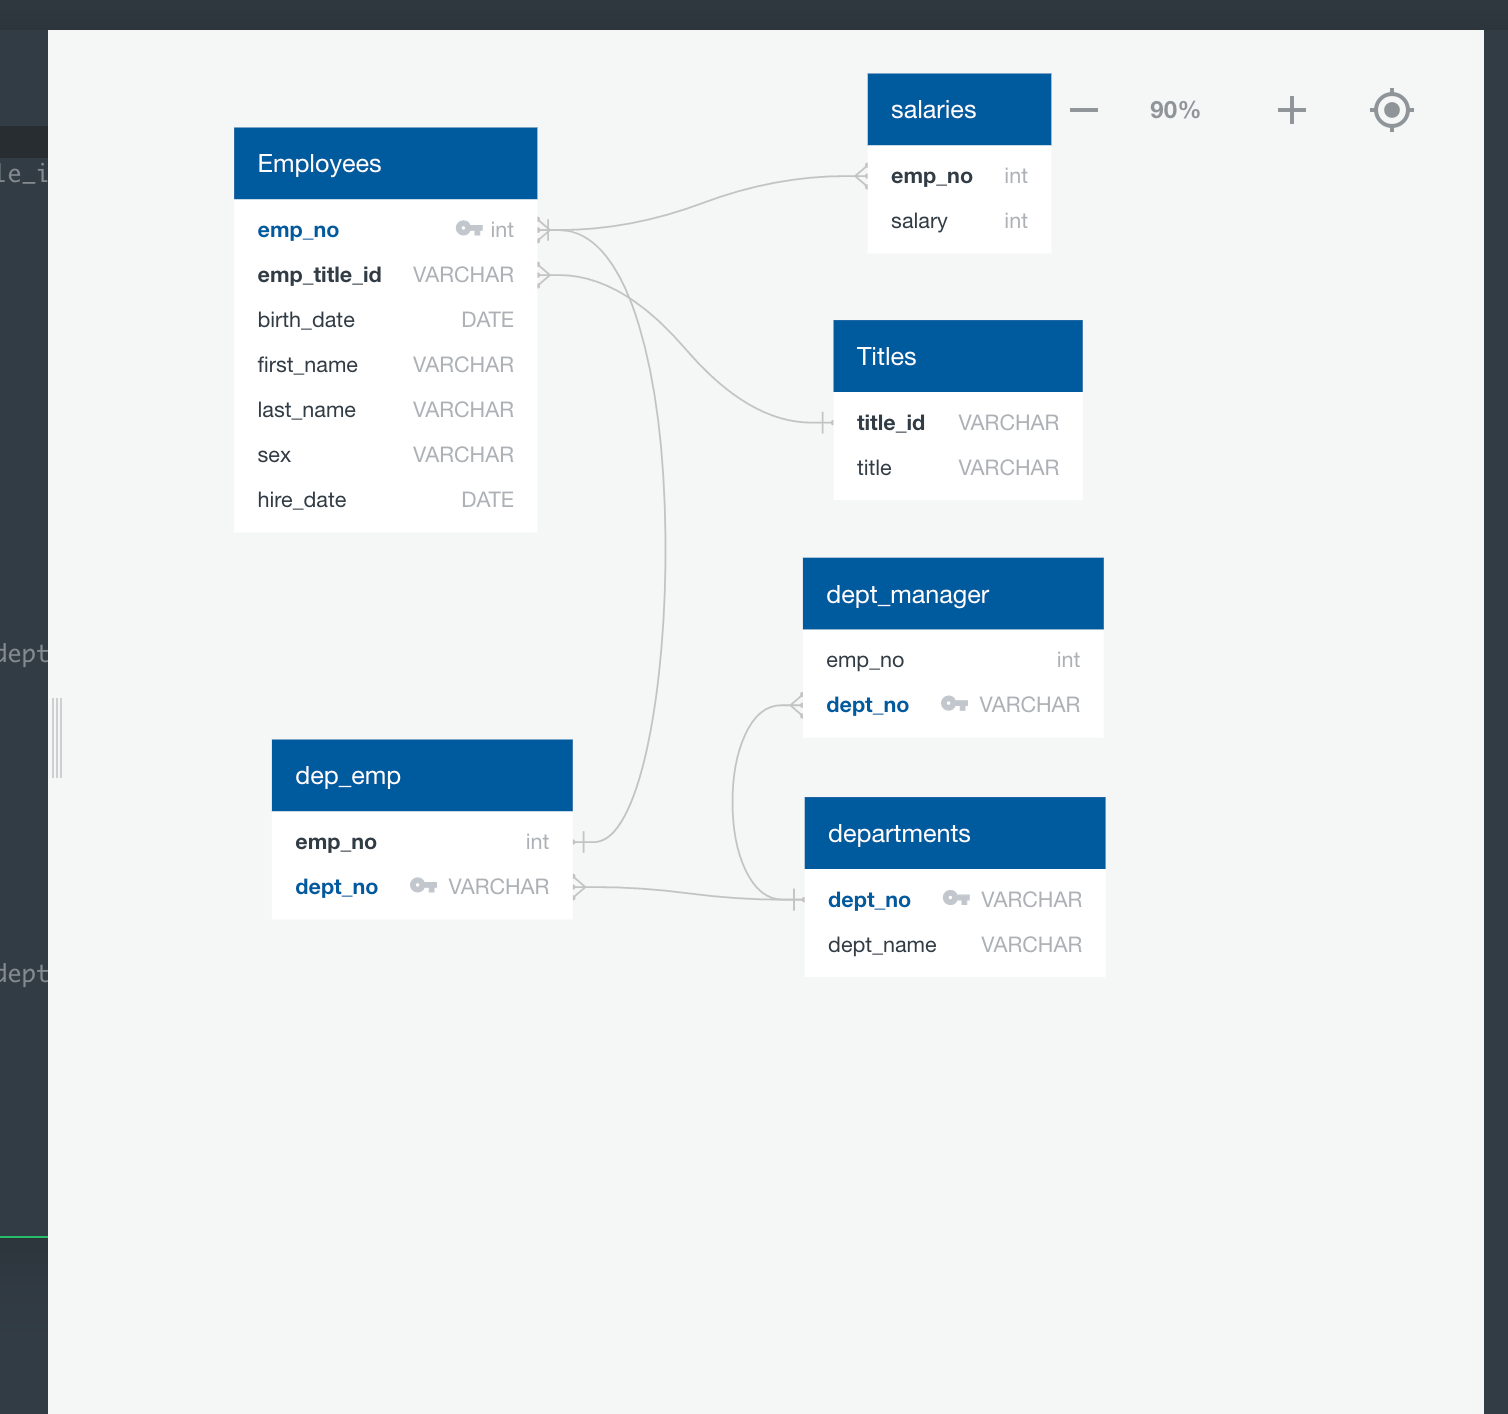 le_i
dept
dept
90%
Employees
emp_no int
emp_title_id VARCHAR
birth_date DATE
first_name VARCHAR
last_name VARCHAR
sex VARCHAR
hire_date DATE
salaries
emp_no int
salary int
Titles
title_id VARCHAR
title VARCHAR
dept_manager
emp_no int
dept_no VARCHAR
dep_emp
emp_no int
dept_no VARCHAR
departments
dept_no VARCHAR
dept_name VARCHAR